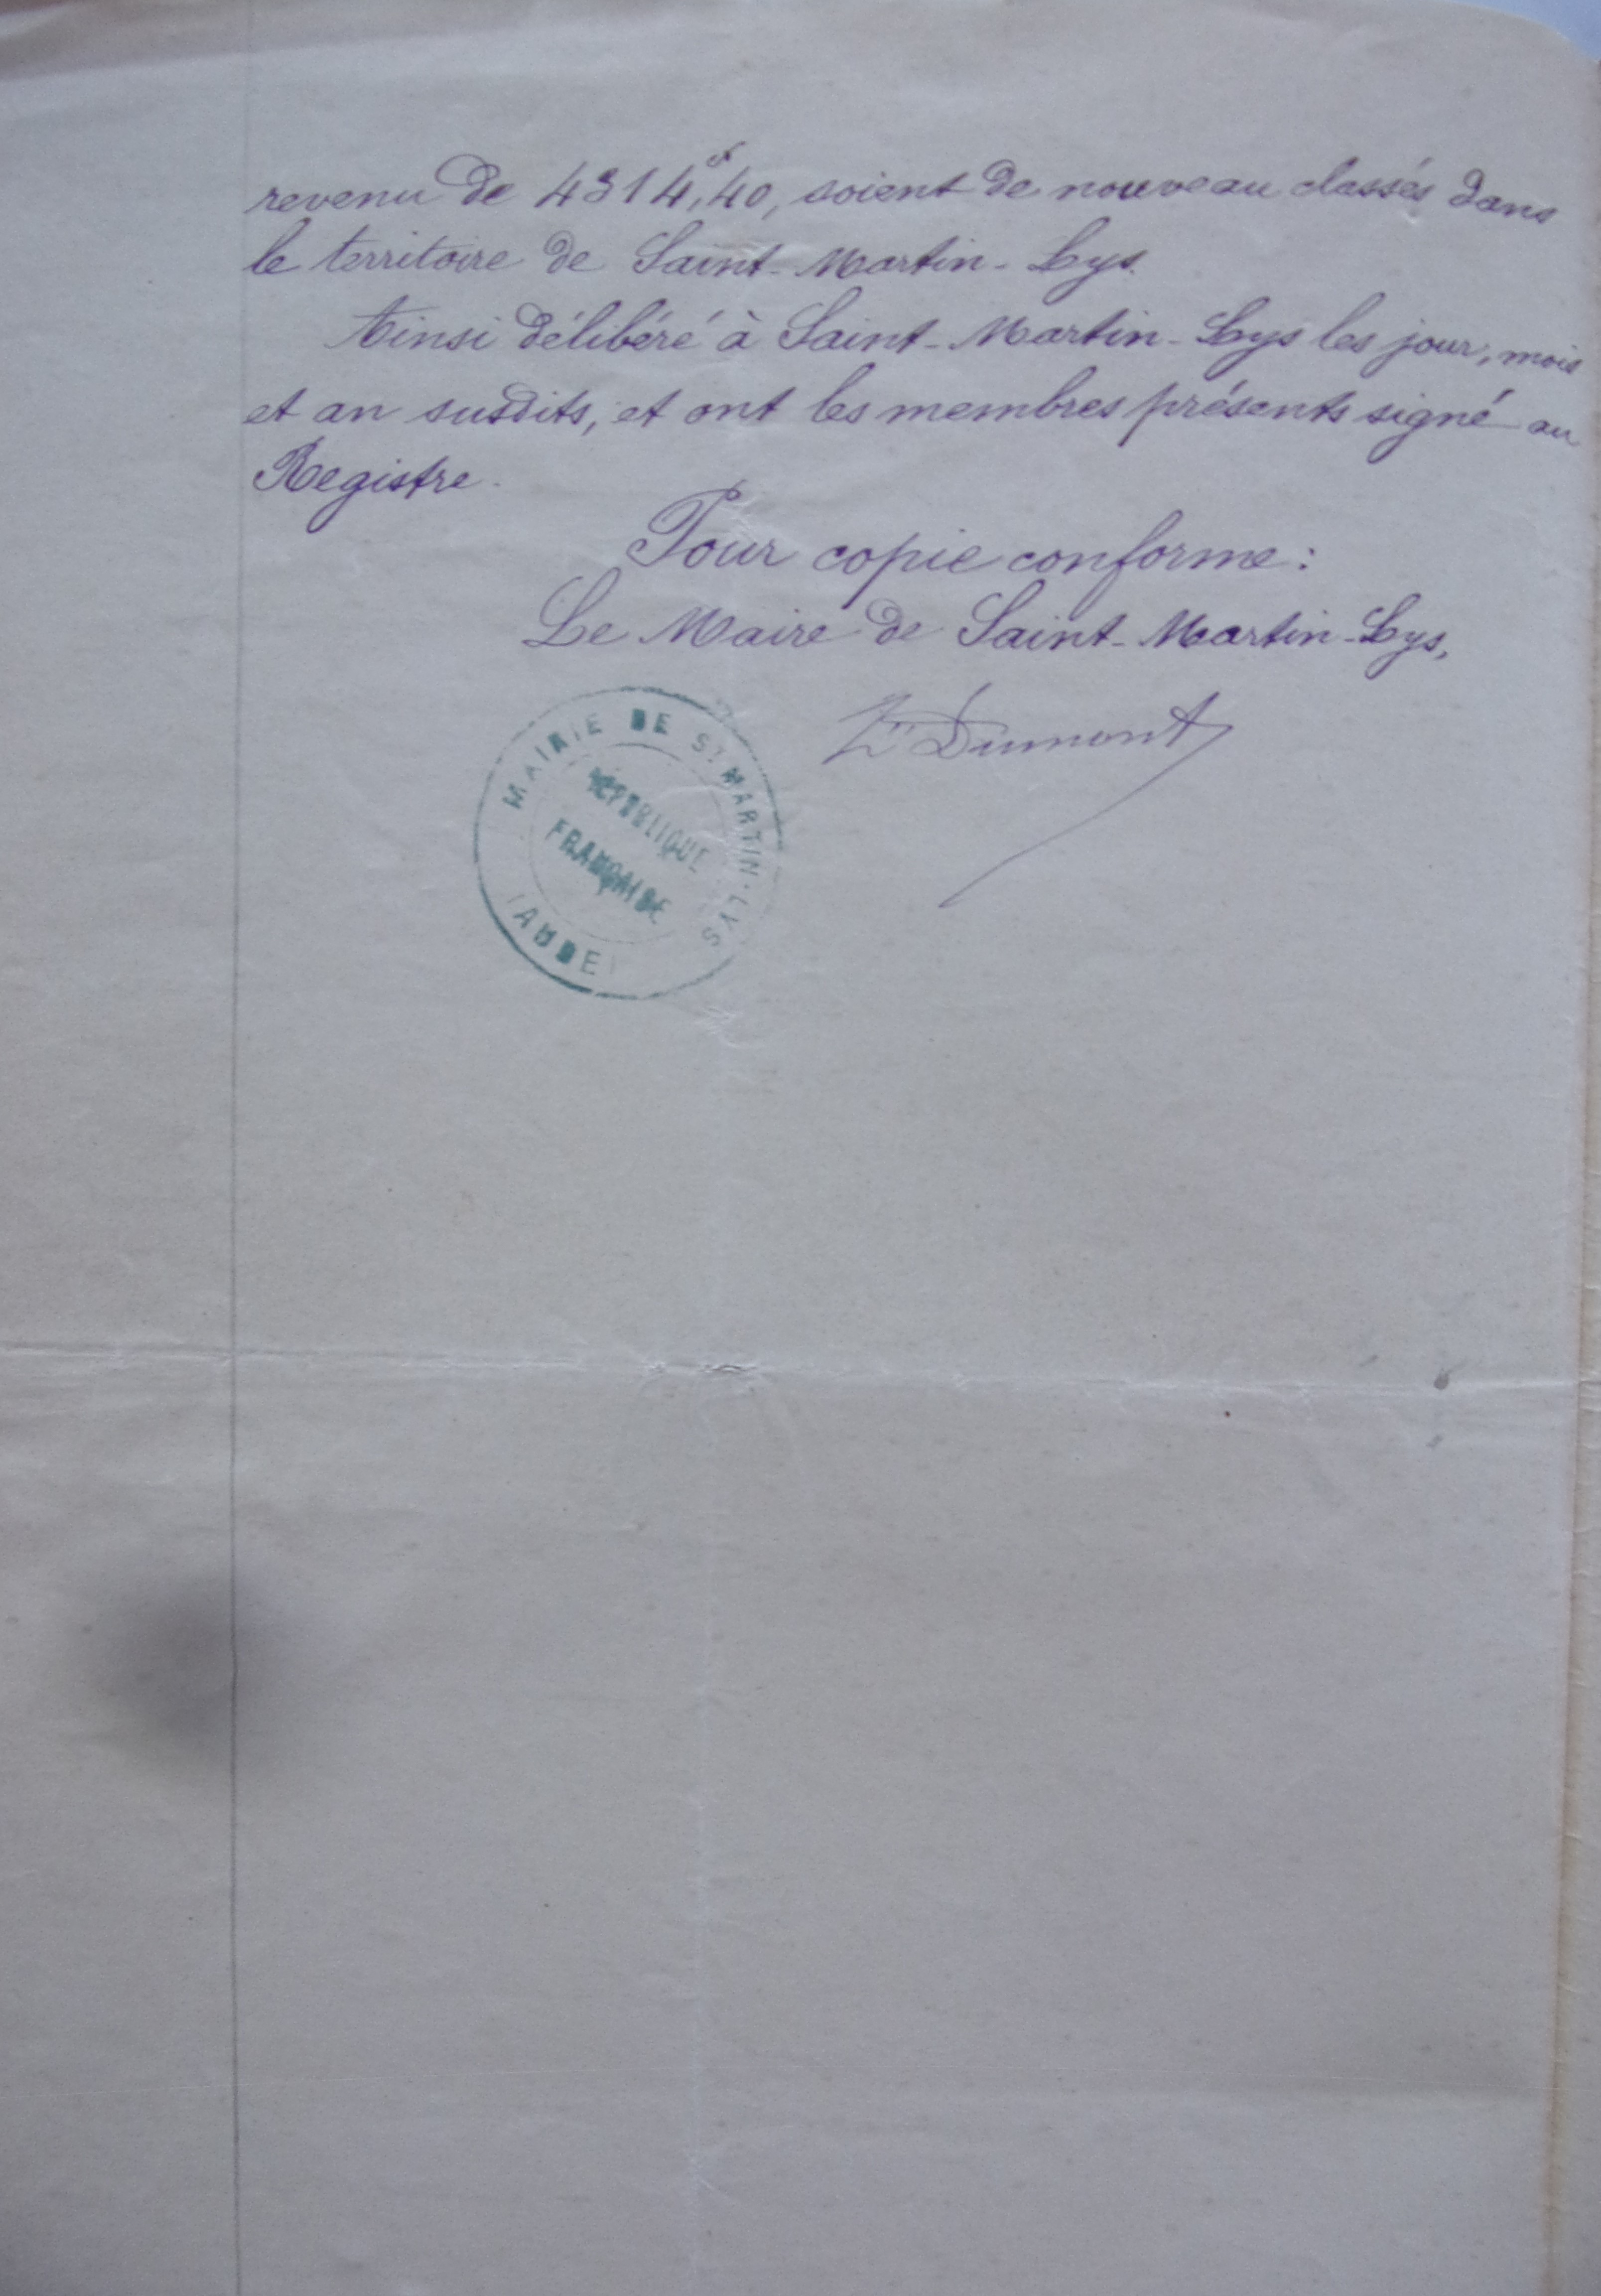 revenu de 4314,40, soient de nouveau classés dans
le territoire de Saint-Martin-Lys.
Ainsi délibéré à Saint-Martin-Lys les jour, mois
et an susdits, et ont les membres présents signé au
Registre.
Pour copie conforme:
Le Maire de Saint-Martin-Lys,
Dumont
MAIRIE DE ST MARTIN-LYS
RÉPUBLIQUE
FRANÇAISE
(AUDE)